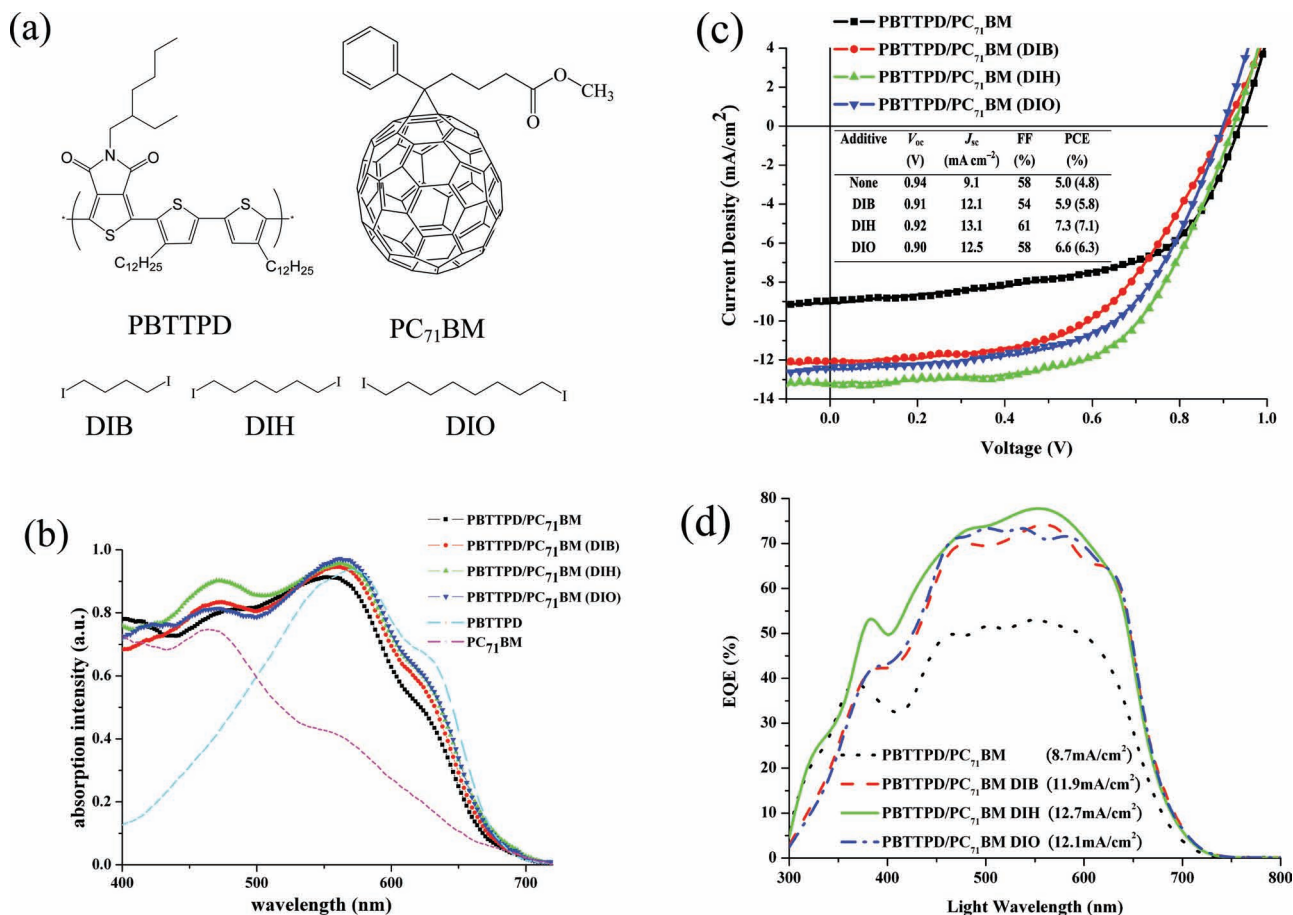 (a)
N
O
O
S
S
S
C₁₂H₂₅
C₁₂H₂₅
PBTTPD
O
CH₃
O
PC₇₁BM
I
I
DIB
I
I
DIH
I
I
DIO
(c)
PBTTPD/PC₇₁BM
PBTTPD/PC₇₁BM (DIB)
PBTTPD/PC₇₁BM (DIH)
PBTTPD/PC₇₁BM (DIO)
4
2
0
-2
-4
-6
-8
-10
-12
-14
Current Density (mA/cm²)
Additive Voc Jsc FF PCE
(V) (mA cm⁻²) (%) (%)
None 0.94 9.1 58 5.0 (4.8)
DIB 0.91 12.1 54 5.9 (5.8)
DIH 0.92 13.1 61 7.3 (7.1)
DIO 0.90 12.5 58 6.6 (6.3)
0.0 0.2 0.4 0.6 0.8 1.0
Voltage (V)
(b)
PBTTPD/PC₇₁BM
PBTTPD/PC₇₁BM (DIB)
PBTTPD/PC₇₁BM (DIH)
PBTTPD/PC₇₁BM (DIO)
PBTTPD
PC₇₁BM
1.0
0.8
0.6
0.4
0.2
0.0
absorption intensity (a.u.)
400 500 600 700
wavelength (nm)
(d)
80
70
60
50
40
30
20
10
0
EQE (%)
PBTTPD/PC₇₁BM (8.7mA/cm²)
PBTTPD/PC₇₁BM DIB (11.9mA/cm²)
PBTTPD/PC₇₁BM DIH (12.7mA/cm²)
PBTTPD/PC₇₁BM DIO (12.1mA/cm²)
300 400 500 600 700 800
Light Wavelength (nm)